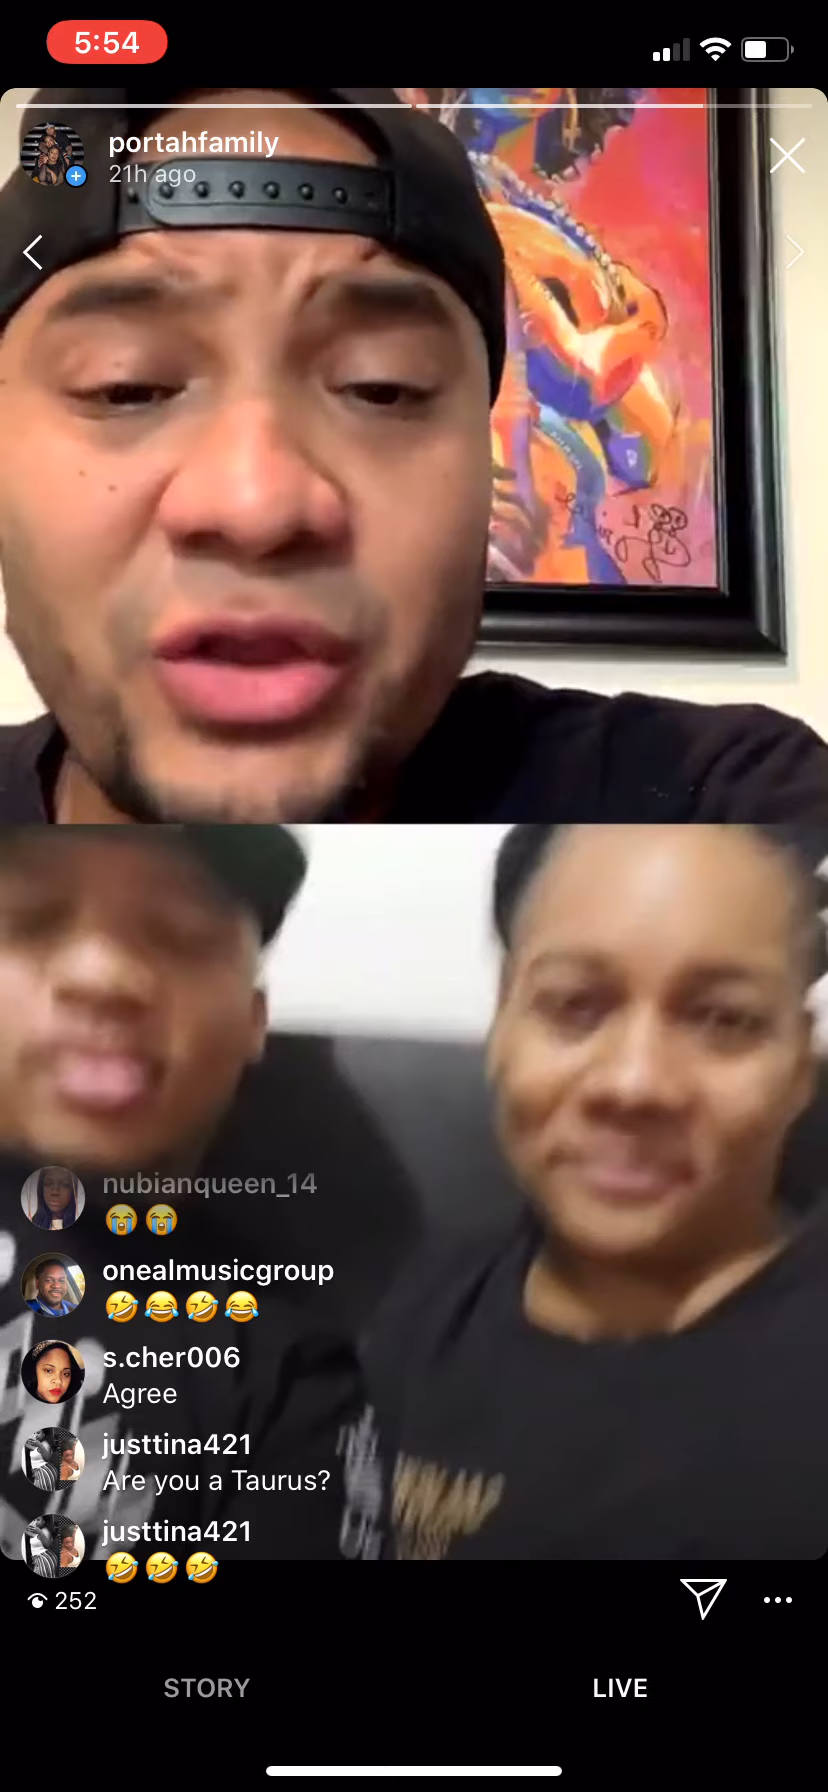 5:54
portahfamily
21h ago
nubianqueen_14
😭😭
onealmusicgroup
🤣😂🤣😂
s.cher006
Agree
justtina421
Are you a Taurus?
justtina421
🤣🤣🤣
252
STORY
LIVE